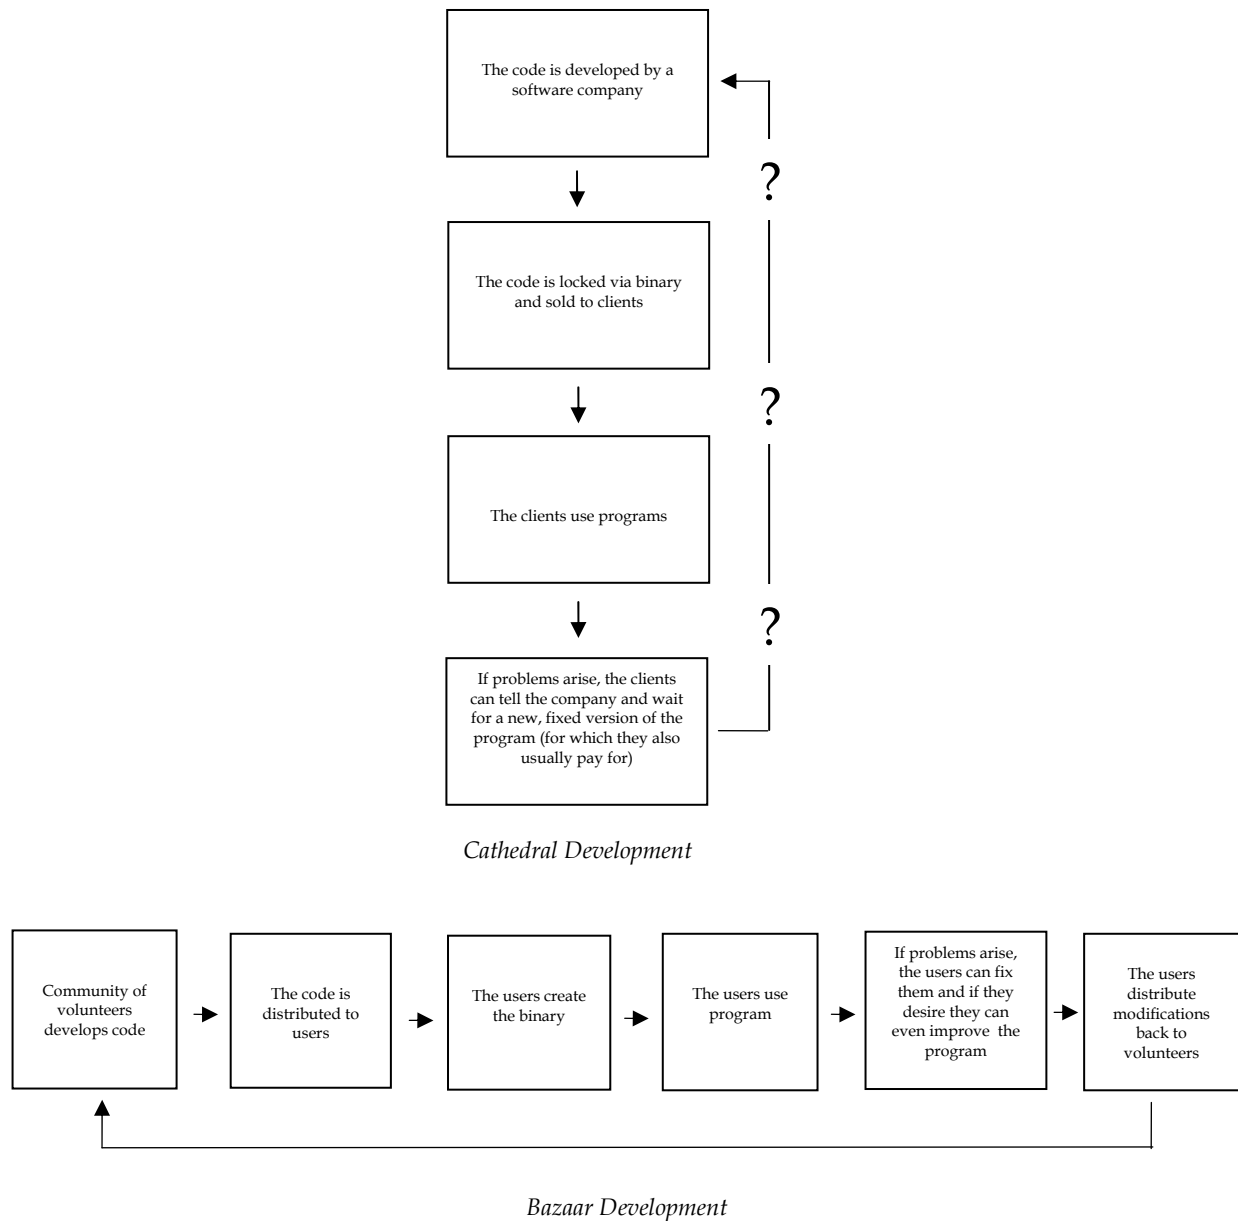 The code is developed by a
software company
?
The code is locked via binary
and sold to clients
?
The clients use programs
?
If problems arise, the clients
can tell the company and wait
for a new, fixed version of the
program (for which they also
usually pay for)
Cathedral Development
Community of
volunteers
develops code
The code is
distributed to
users
The users create
the binary
The users use
program
If problems arise,
the users can fix
them and if they
desire they can
even improve the
program
The users
distribute
modifications
back to
volunteers
Bazaar Development